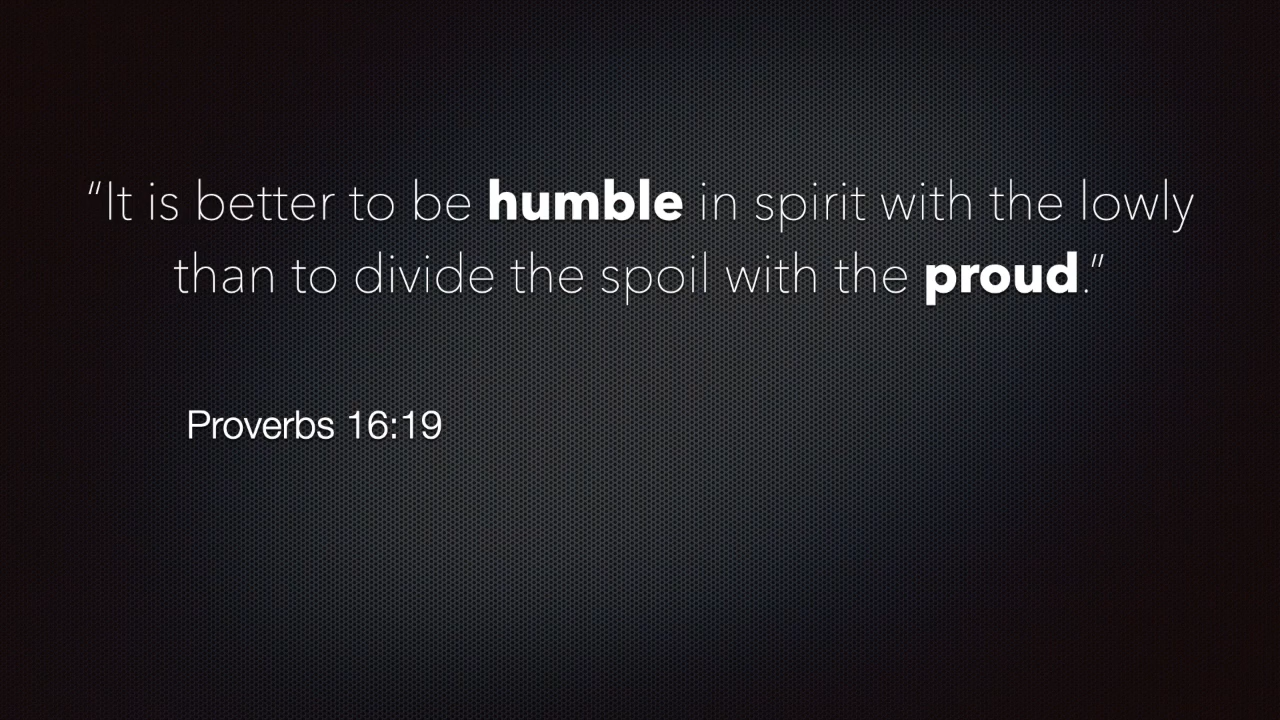 “It is better to be humble in spirit with the lowly
than to divide the spoil with the proud.”
Proverbs 16:19